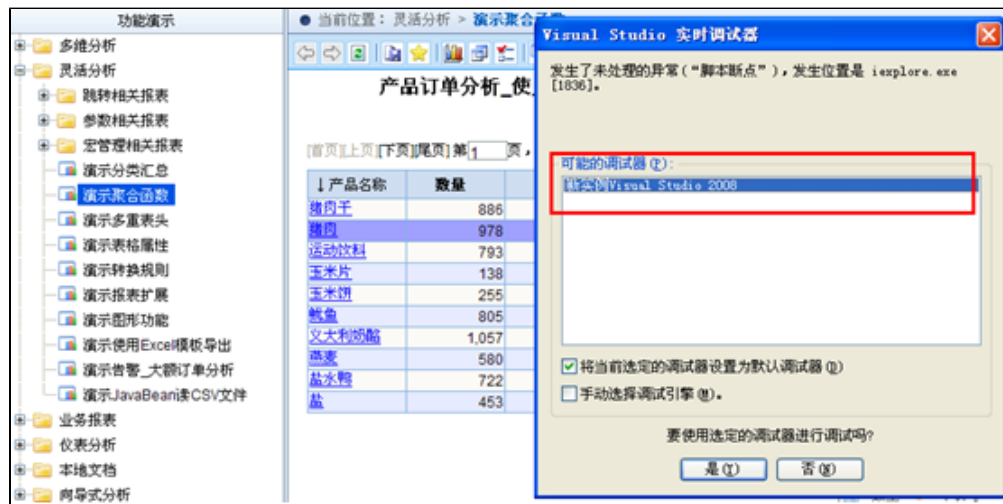 功能演示
多维分析
灵活分析
跳转相关报表
参数相关报表
宏管理相关报表
演示分类汇总
演示聚合函数
演示多重表头
演示表格属性
演示转换规则
演示报表扩展
演示图形功能
演示使用Excel模板导出
演示告警_大额订单分析
演示JavaBean读CSV文件
业务报表
仪表分析
本地文档
向导式分析
当前位置：灵活分析 > 演示聚合函数
产品订单分析_使
[首页][上页][下页][尾页] 第 1 页，
↓产品名称 数量
猪肉干 886
猪肉 978
运动饮料 793
玉米片 138
玉米饼 255
鱿鱼 805
义大利奶酪 1,057
燕麦 580
盐水鸭 722
盐 453
Visual Studio 实时调试器
发生了未处理的异常(“脚本断点”)，发生位置是 iexplore.exe
[1836]。
可能的调试器(P):
新实例Visual Studio 2008
将当前选定的调试器设置为默认调试器(D)
手动选择调试引擎(M)。
要使用选定的调试器进行调试吗?
是(Y) 否(N)